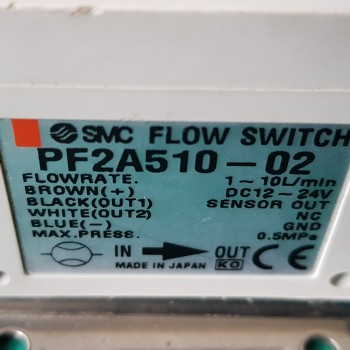 SMC FLOW SWITCH
PF2A510-02
FLOWRATE. 1~10L/min
BROWN(+) DC12~24V
BLACK(OUT1) SENSOR OUT
WHITE(OUT2) NC
BLUE(-) GND
MAX.PRESS. 0.5MPa
IN OUT
MADE IN JAPAN KO CE